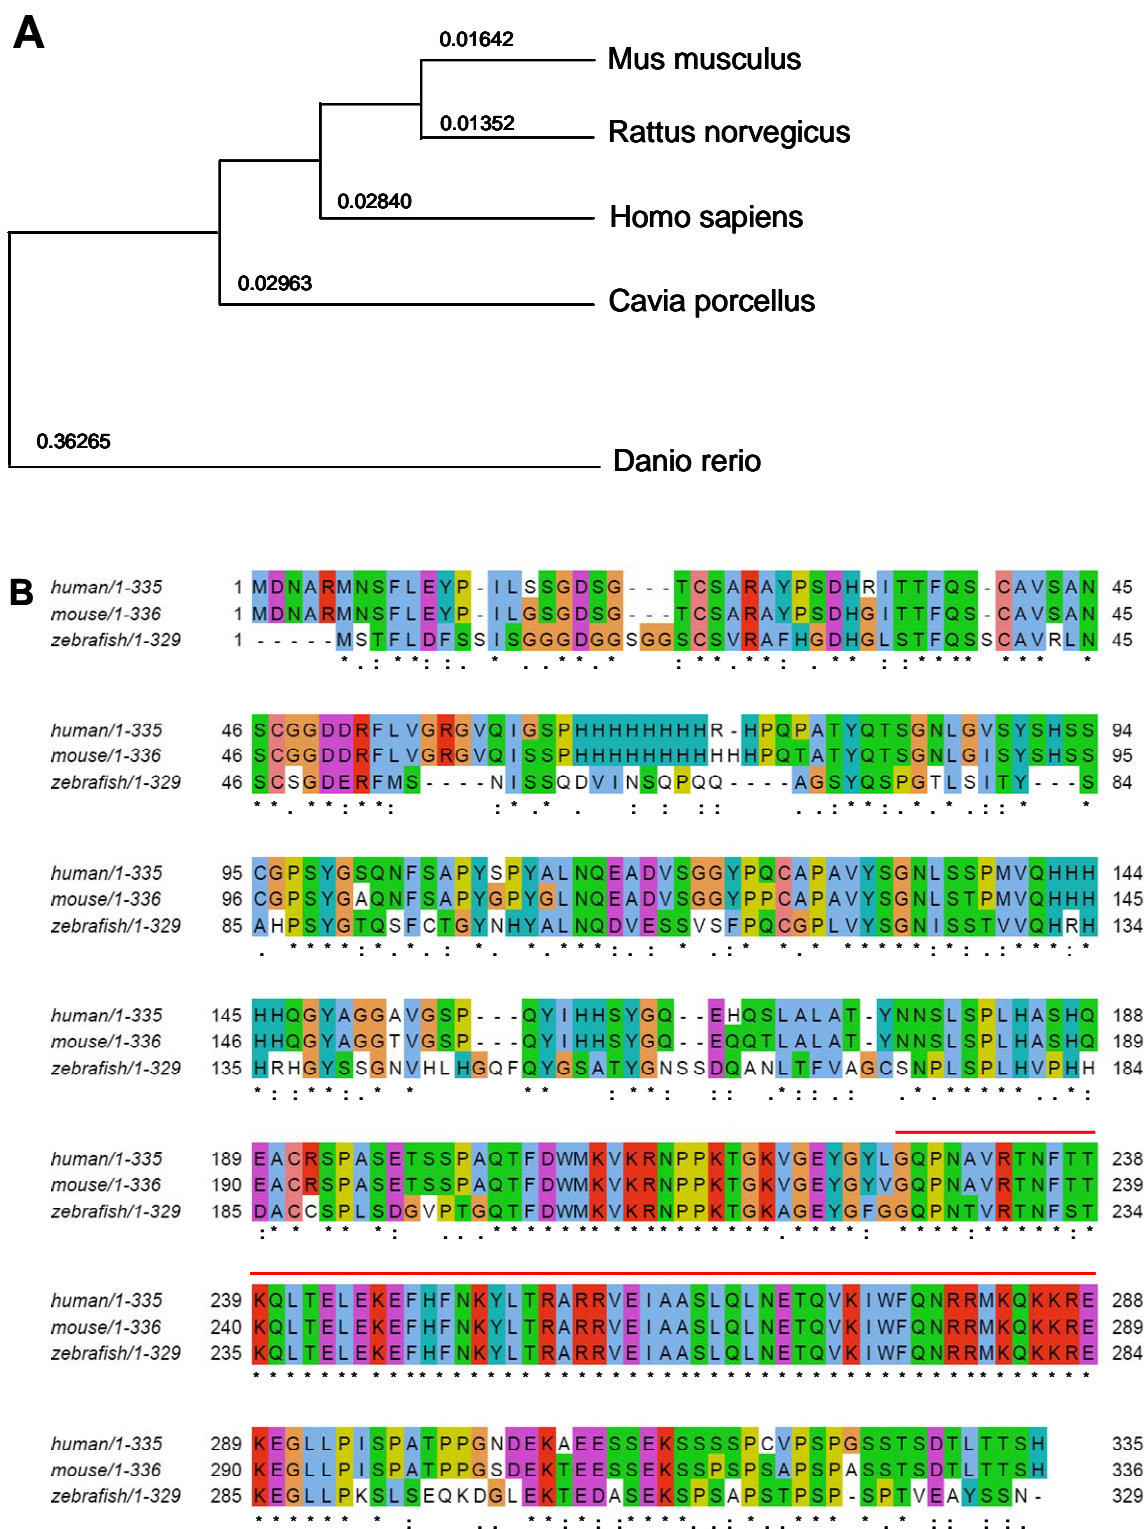 A
0.01642
Mus musculus
0.01352
Rattus norvegicus
0.02840
Homo sapiens
0.02963
Cavia porcellus
0.36265
Danio rerio
B
human/1-335 1 MDNARMNSFLEYP-ILSSGDSG---TCSARAYPSDHRITTFQS-CAVSAN 45
mouse/1-336 1 MDNARMNSFLEYP-ILGSGDSG---TCSARAYPSDHGITTFQS-CAVSAN 45
zebrafish/1-329 1 -----MSTFLDFSSISGGGDGGSGGSCSVRAFHGDHGLSTFQSSCAVRLN 45
human/1-335 46 SCGGDDRFLVGRGVQIGSPHHHHHHHHR-HPQPATYQTSGNLGVSYSHSS 94
mouse/1-336 46 SCGGDDRFLVGRGVQISSPHHHHHHHHHHHPQTATYQTSGNLGISYSHSS 95
zebrafish/1-329 46 SCSGDERFMS----NISSQDVINSQPQQ----AGSYQSPGTLSITY---S 84
human/1-335 95 CGPSYGSQNFSAPYSPYALNQEADVSGGYPQCAPAVYSGNLSSPMVQHHH 144
mouse/1-336 96 CGPSYGAQNFSAPYGPYGLNQEADVSGGYPPCAPAVYSGNLSTPMVQHHH 145
zebrafish/1-329 85 AHPSYGTQSFCTGYNHYALNQDVESSVSFPQCGPLVYSGNISSTVVQHRH 134
human/1-335 145 HHQGYAGGAVGSP---QYIHHSYGQ--EHQSLALAT-YNNSLSPLHASHQ 188
mouse/1-336 146 HHQGYAGGTVGSP---QYIHHSYGQ--EQQTLALAT-YNNSLSPLHASHQ 189
zebrafish/1-329 135 HRHGYSSGNVHLHGQFQYGSATYGNSSDQANLTFVAGCSNPLSPLHVPHH 184
human/1-335 189 EACRSPASETSSPAQTFDWMKVKRNPPKTGKVGEYGYLGQPNAVRTNFTT 238
mouse/1-336 190 EACRSPASETSSPAQTFDWMKVKRNPPKTGKVGEYGYVGQPNAVRTNFTT 239
zebrafish/1-329 185 DACCSPLSDGVPTGQTFDWMKVKRNPPKTGKAGEYGFGGQPNTVRTNFST 234
human/1-335 239 KQLTELEKEFHFNKYLTRARRVEIAASLQLNETQVKIWFQNRRMKQKKRE 288
mouse/1-336 240 KQLTELEKEFHFNKYLTRARRVEIAASLQLNETQVKIWFQNRRMKQKKRE 289
zebrafish/1-329 235 KQLTELEKEFHFNKYLTRARRVEIAASLQLNETQVKIWFQNRRMKQKKRE 284
human/1-335 289 KEGLLPISPATPPGNDEKAEESSEKSSSSPCVPSPGSSTSDTLTTSH 335
mouse/1-336 290 KEGLLPISPATPPGSDEKTEESSEKSSPSPSAPSPASSTSDTLTTSH 336
zebrafish/1-329 285 KEGLLPKSLSEQKDGLEKTEDASEKSPSAPSTPSP-SPTVEAYSSN- 329